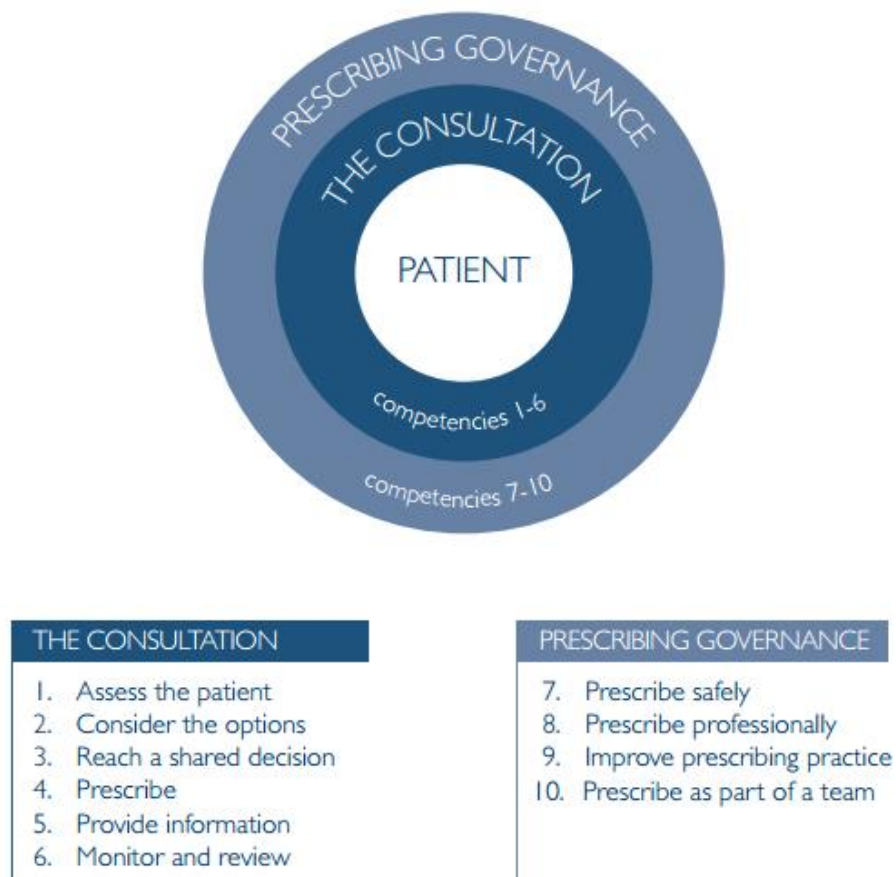 PRESCRIBING GOVERNANCE
THE CONSULTATION
PATIENT
competencies 1-6
competencies 7-10
THE CONSULTATION
1. Assess the patient
2. Consider the options
3. Reach a shared decision
4. Prescribe
5. Provide information
6. Monitor and review
PRESCRIBING GOVERNANCE
7. Prescribe safely
8. Prescribe professionally
9. Improve prescribing practice
10. Prescribe as part of a team